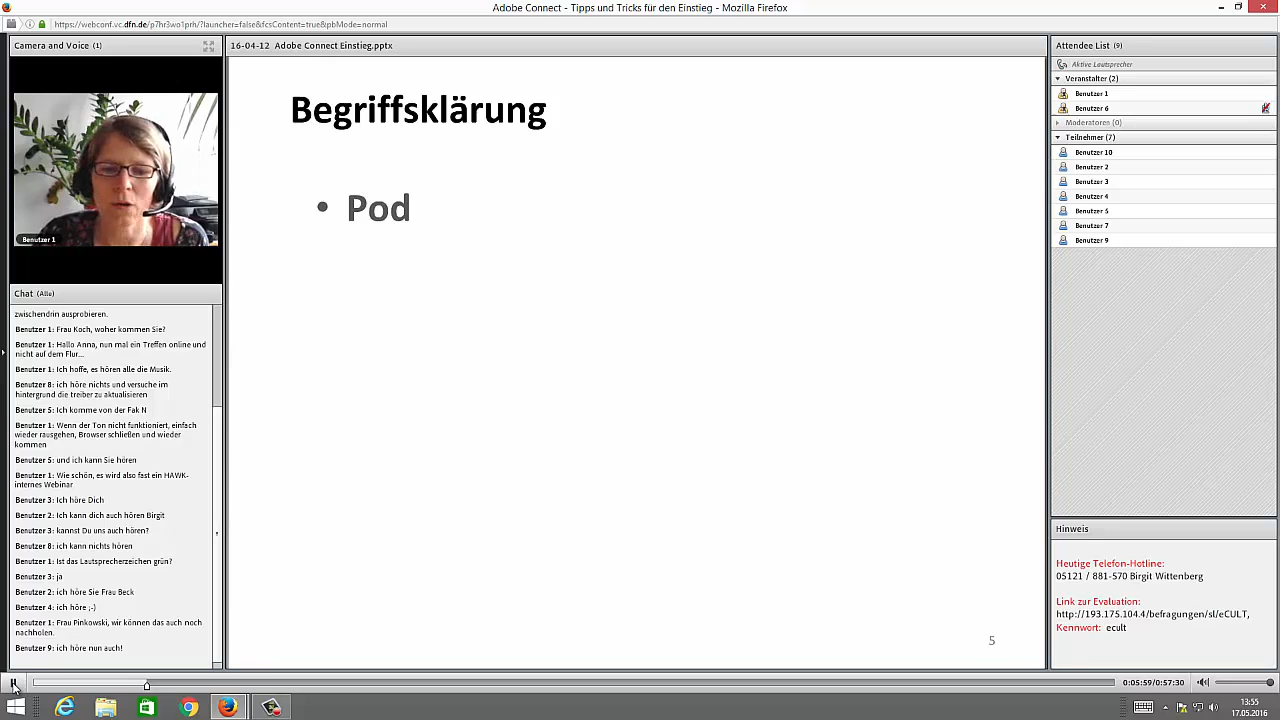 Adobe Connect - Tipps und Tricks für den Einstieg - Mozilla Firefox
https://webconf.vc.dfn.de/p7hr3wo1prh/?launcher=false&fcsContent=true&pbMode=normal
Camera and Voice (1)
Benutzer 1
Chat (Alle)
zwischendrin ausprobieren.
Benutzer 1: Frau Koch, woher kommen Sie?
Benutzer 1: Hallo Anna, nun mal ein Treffen online und
nicht auf dem Flur...
Benutzer 1: Ich hoffe, es hören alle die Musik.
Benutzer 8: ich höre nichts und versuche im
hintergrund die treiber zu aktualisieren
Benutzer 5: Ich komme von der Fak N
Benutzer 1: Wenn der Ton nicht funktioniert, einfach
wieder rausgehen, Browser schließen und wieder
kommen
Benutzer 5: und ich kann Sie hören
Benutzer 1: Wie schön, es wird also fast ein HAWK-
internes Webinar
Benutzer 3: Ich höre Dich
Benutzer 2: Ich kann dich auch hören Birgit
Benutzer 3: kannst Du uns auch hören?
Benutzer 8: ich kann nichts hören
Benutzer 1: Ist das Lautsprecherzeichen grün?
Benutzer 3: ja
Benutzer 2: ich höre Sie Frau Beck
Benutzer 4: ich höre ;-)
Benutzer 1: Frau Pinkowski, wir können das auch noch
nachholen.
Benutzer 9: ich höre nun auch!
16-04-12 Adobe Connect Einstieg.pptx
Begriffsklärung
• Pod
5
Attendee List (9)
Aktive Lautsprecher
Veranstalter (2)
Benutzer 1
Benutzer 6
Moderatoren (0)
Teilnehmer (7)
Benutzer 10
Benutzer 2
Benutzer 3
Benutzer 4
Benutzer 5
Benutzer 7
Benutzer 9
Hinweis
Heutige Telefon-Hotline:
05121 / 881-570 Birgit Wittenberg
Link zur Evaluation:
http://193.175.104.4/befragungen/sl/eCULT,
Kennwort: ecult
0:05:59/0:57:30
13:55
17.05.2016